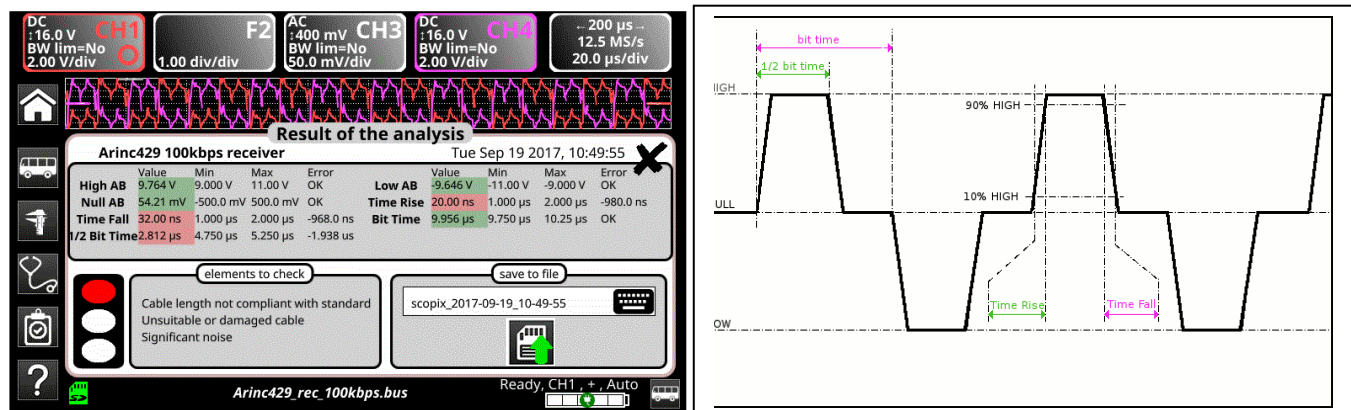 DC
↕16.0 V CH1
BW lim=No
2.00 V/div
F2
1.00 div/div
AC
↕400 mV CH3
BW lim=No
50.0 mV/div
DC
↕16.0 V CH4
BW lim=No
2.00 V/div
←200 µs→
12.5 MS/s
20.0 µs/div
Result of the analysis
Arinc429 100kbps receiver Tue Sep 19 2017, 10:49:55
Value Min Max Error Value Min Max Error
High AB 9.764 V 9.000 V 11.00 V OK Low AB -9.646 V -11.00 V -9.000 V OK
Null AB 54.21 mV -500.0 mV 500.0 mV OK Time Rise 20.00 ns 1.000 µs 2.000 µs -980.0 ns
Time Fall 32.00 ns 1.000 µs 2.000 µs -968.0 ns Bit Time 9.956 µs 9.750 µs 10.25 µs OK
1/2 Bit Time 2.812 µs 4.750 µs 5.250 µs -1.938 us
elements to check
Cable length not compliant with standard
Unsuitable or damaged cable
Significant noise
save to file
scopix_2017-09-19_10-49-55
?
Arinc429_rec_100kbps.bus
Ready, CH1 , + , Auto
bit time
1/2 bit time
IIGH
90% HIGH
10% HIGH
ULL
Time Rise
Time Fall
OW